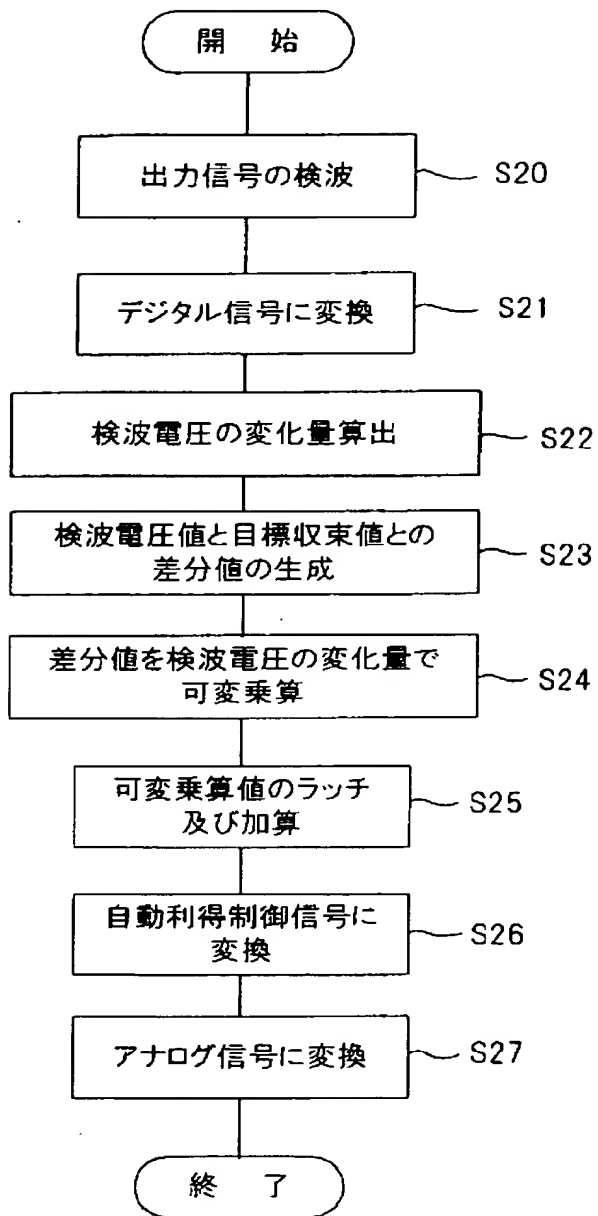 開 始
出力信号の検波
S20
デジタル信号に変換
S21
検波電圧の変化量算出
S22
検波電圧値と目標収束値との
差分値の生成
S23
差分値を検波電圧の変化量で
可変乗算
S24
可変乗算値のラッチ
及び加算
S25
自動利得制御信号に
変換
S26
アナログ信号に変換
S27
終 了